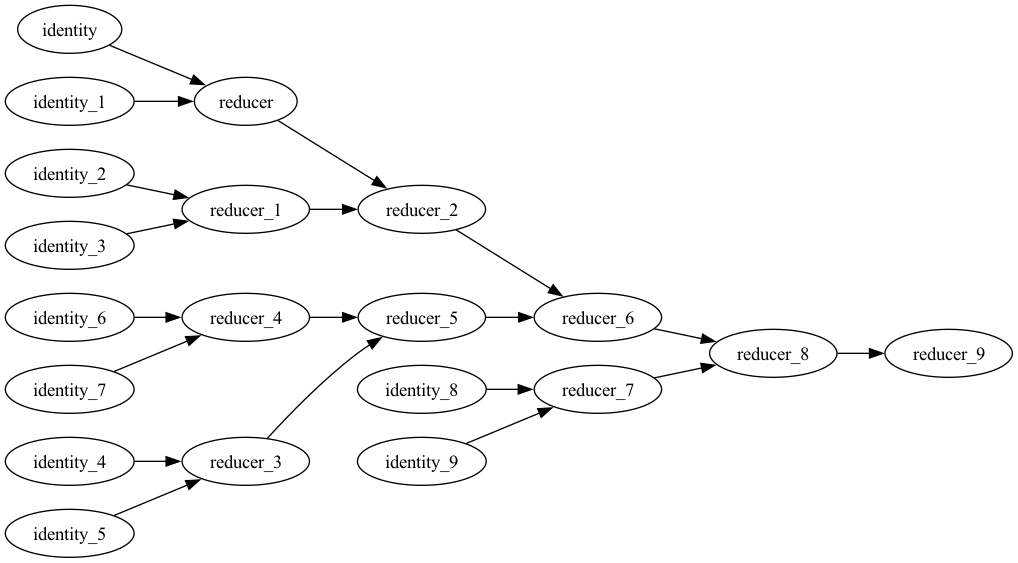 identity
identity_1
reducer
identity_2
identity_3
reducer_1
reducer_2
identity_6
reducer_4
reducer_5
reducer_6
identity_7
reducer_8
reducer_9
identity_8
reducer_7
identity_4
reducer_3
identity_9
identity_5